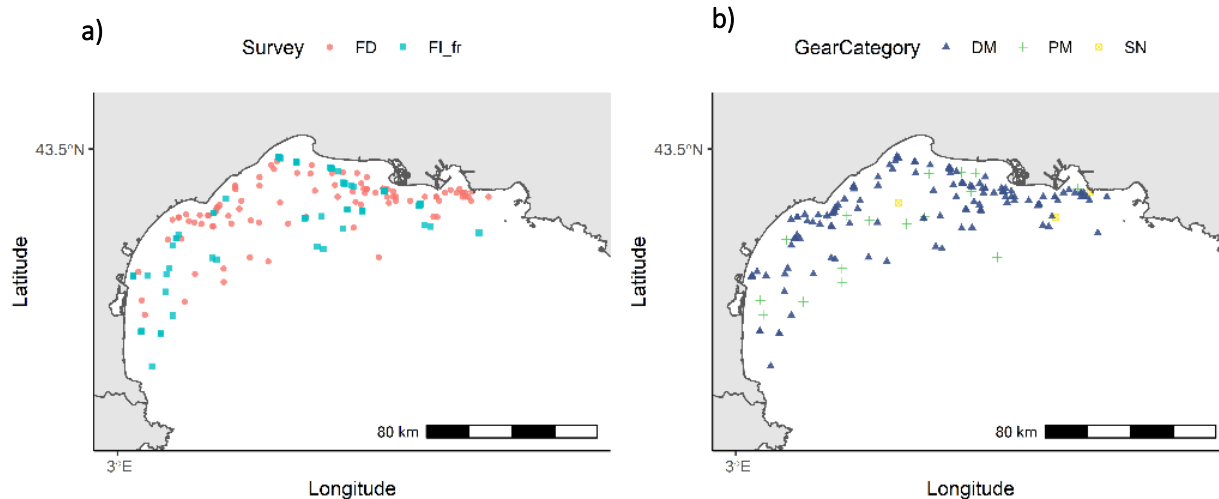 a)
Survey FD FI_fr
43.5°N
Latitude
80 km
3°E
Longitude
b)
GearCategory DM PM SN
43.5°N
Latitude
80 km
3°E
Longitude